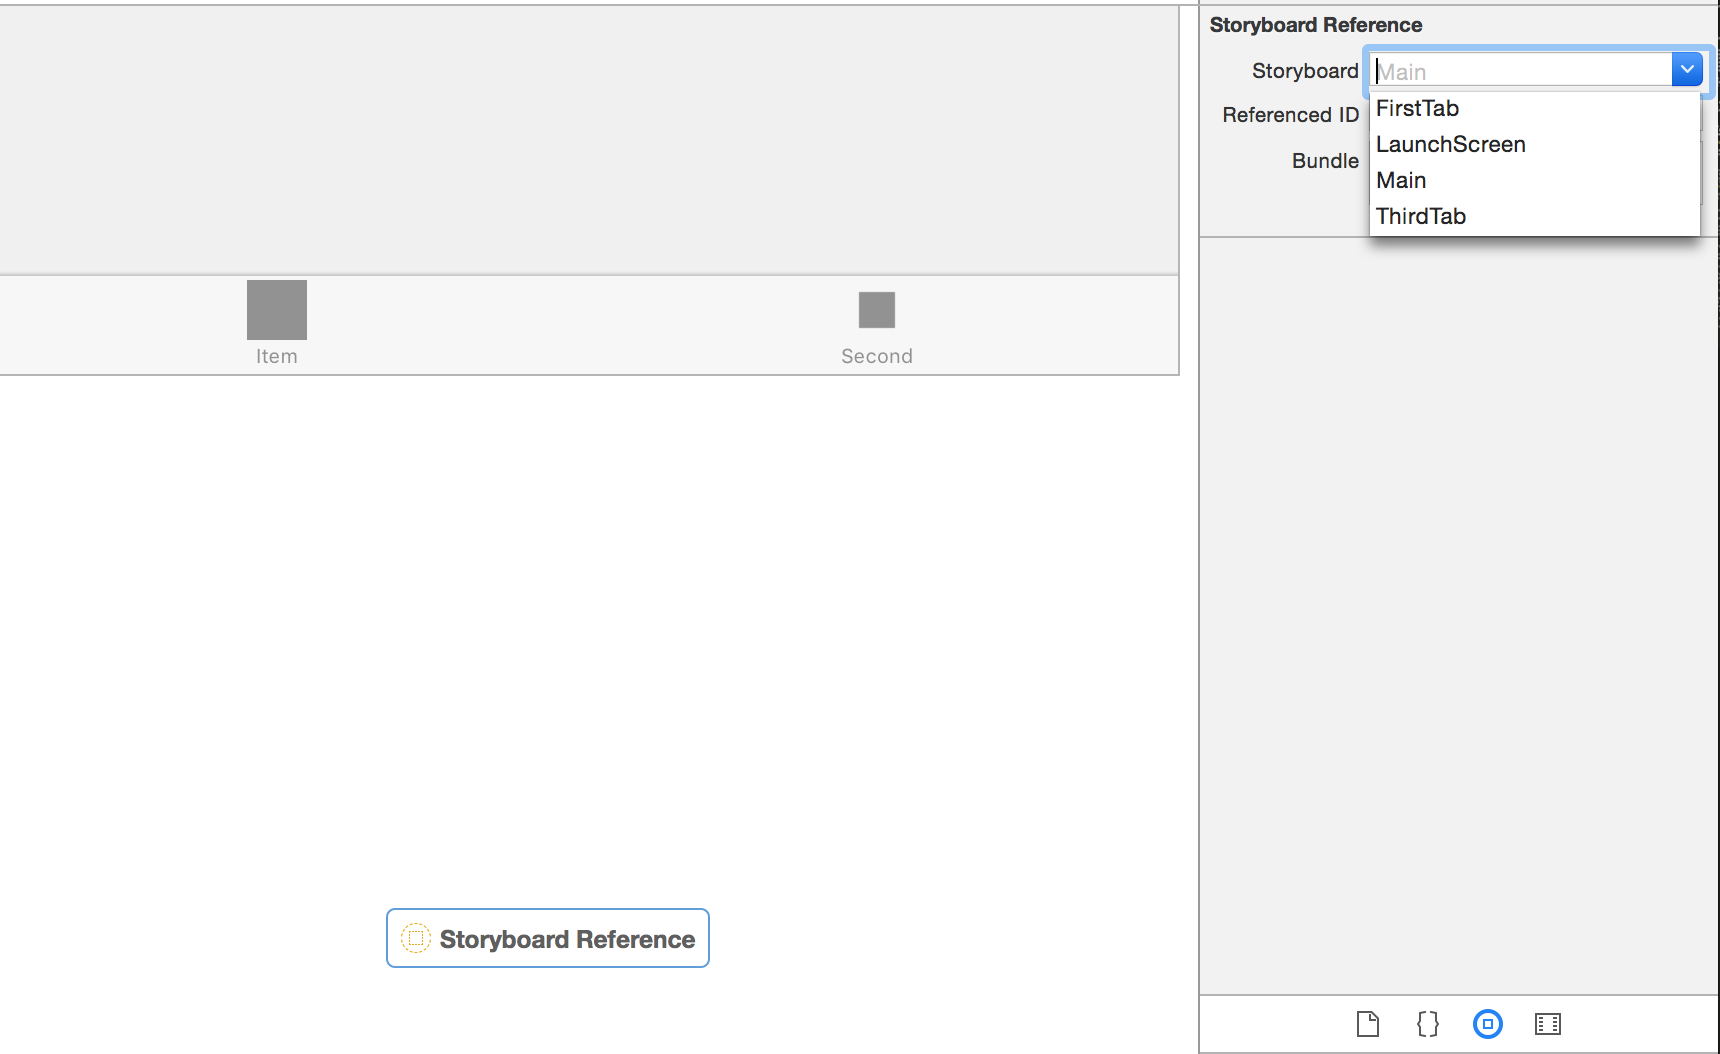 Storyboard Reference
Storyboard Main
FirstTab
Referenced ID
LaunchScreen
Bundle
Main
ThirdTab
Item
Second
Storyboard Reference